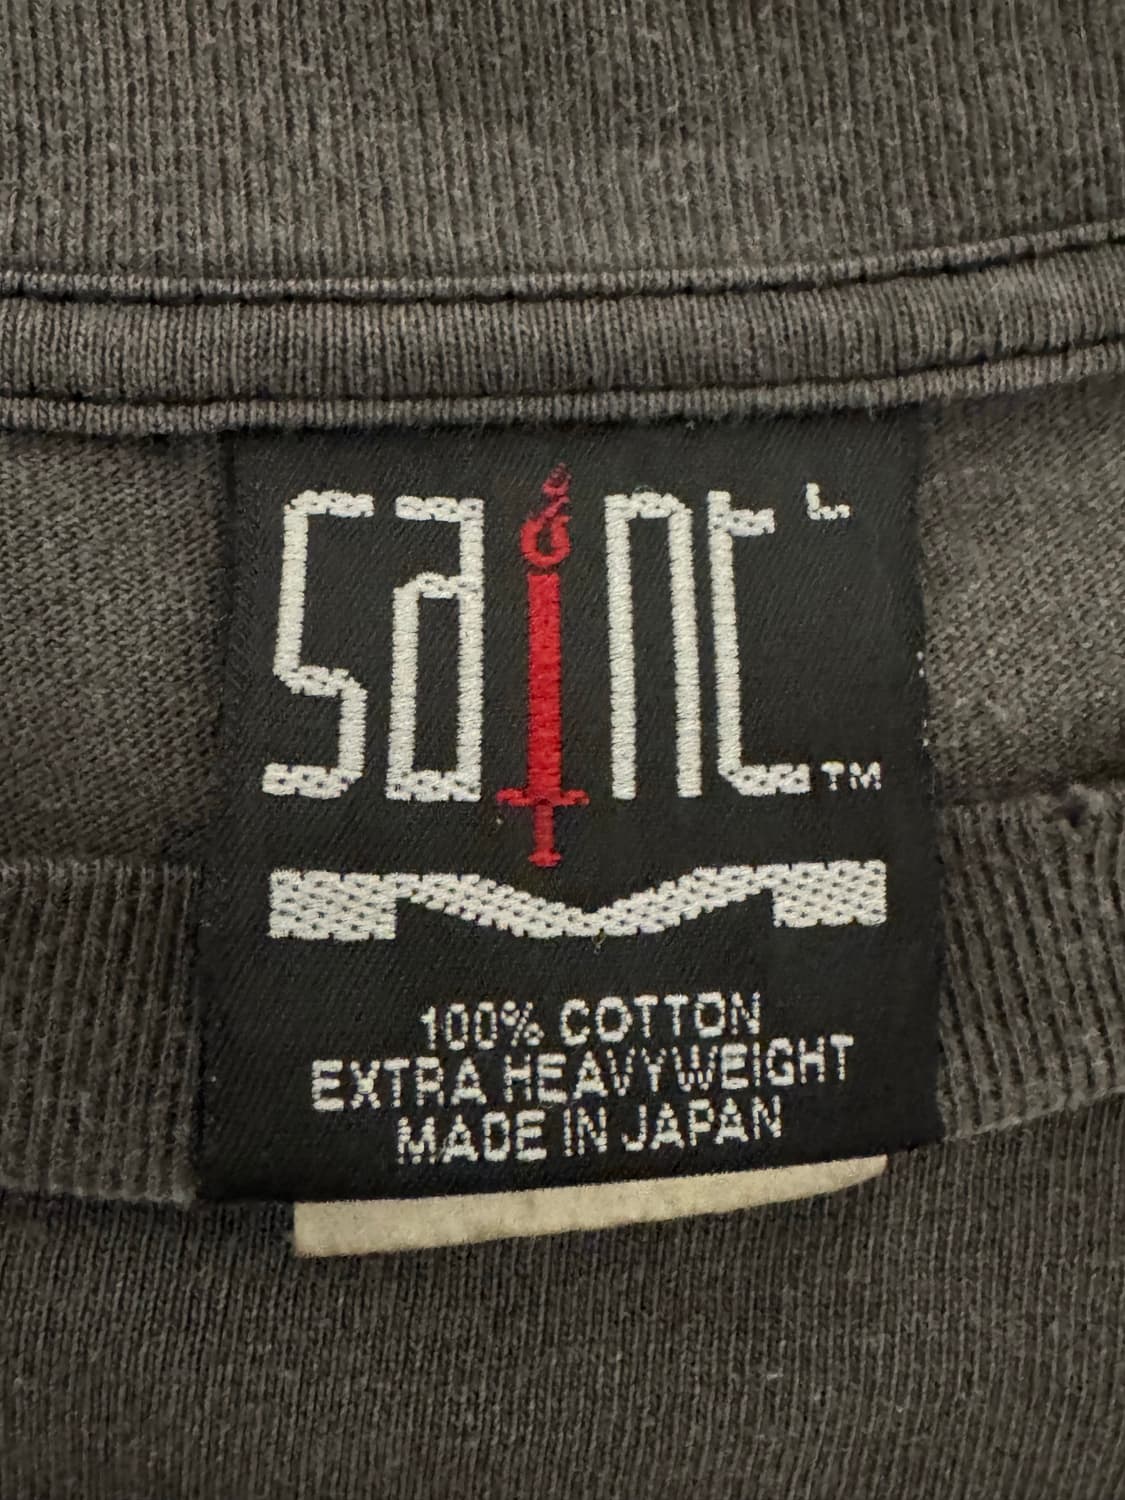 SaiNt L
TM
100% COTTON
EXTRA HEAVYWEIGHT
MADE IN JAPAN